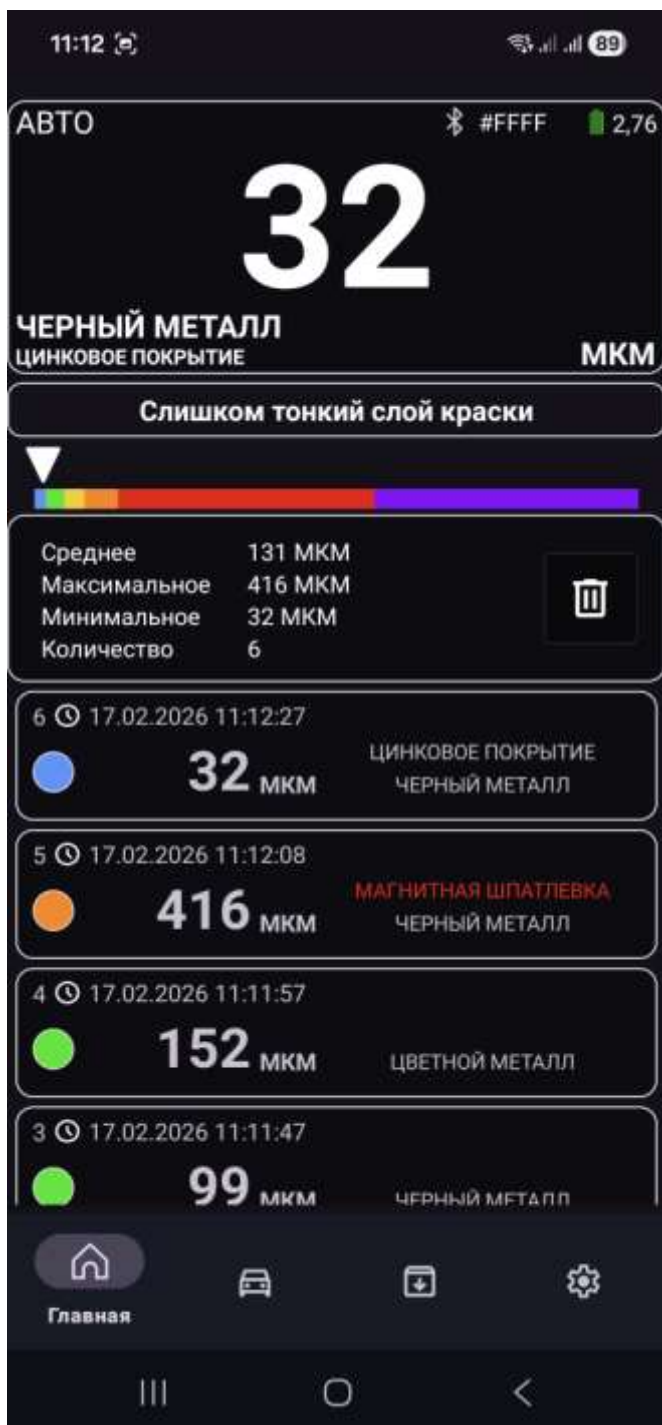 11:12
89
АВТО #FFFF 2,76
32
ЧЕРНЫЙ МЕТАЛЛ
ЦИНКОВОЕ ПОКРЫТИЕ МКМ
Слишком тонкий слой краски
Среднее 131 МКМ
Максимальное 416 МКМ
Минимальное 32 МКМ
Количество 6
6 17.02.2026 11:12:27
ЦИНКОВОЕ ПОКРЫТИЕ
32 МКМ ЧЕРНЫЙ МЕТАЛЛ
5 17.02.2026 11:12:08
МАГНИТНАЯ ШПАТЛЕВКА
416 МКМ ЧЕРНЫЙ МЕТАЛЛ
4 17.02.2026 11:11:57
152 МКМ ЦВЕТНОЙ МЕТАЛЛ
3 17.02.2026 11:11:47
99 МКМ ЧЕРНЫЙ МЕТАЛЛ
Главная